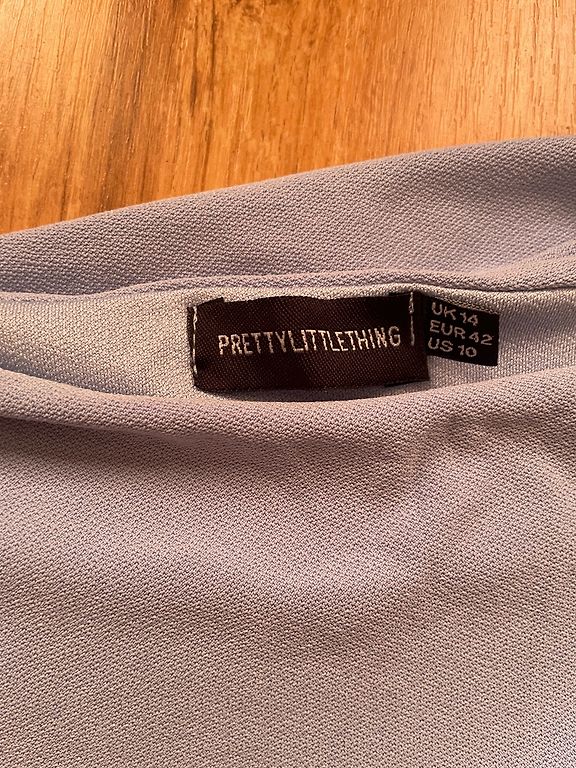 PRETTYLITTLETHING
UK 14
EUR 42
US 10